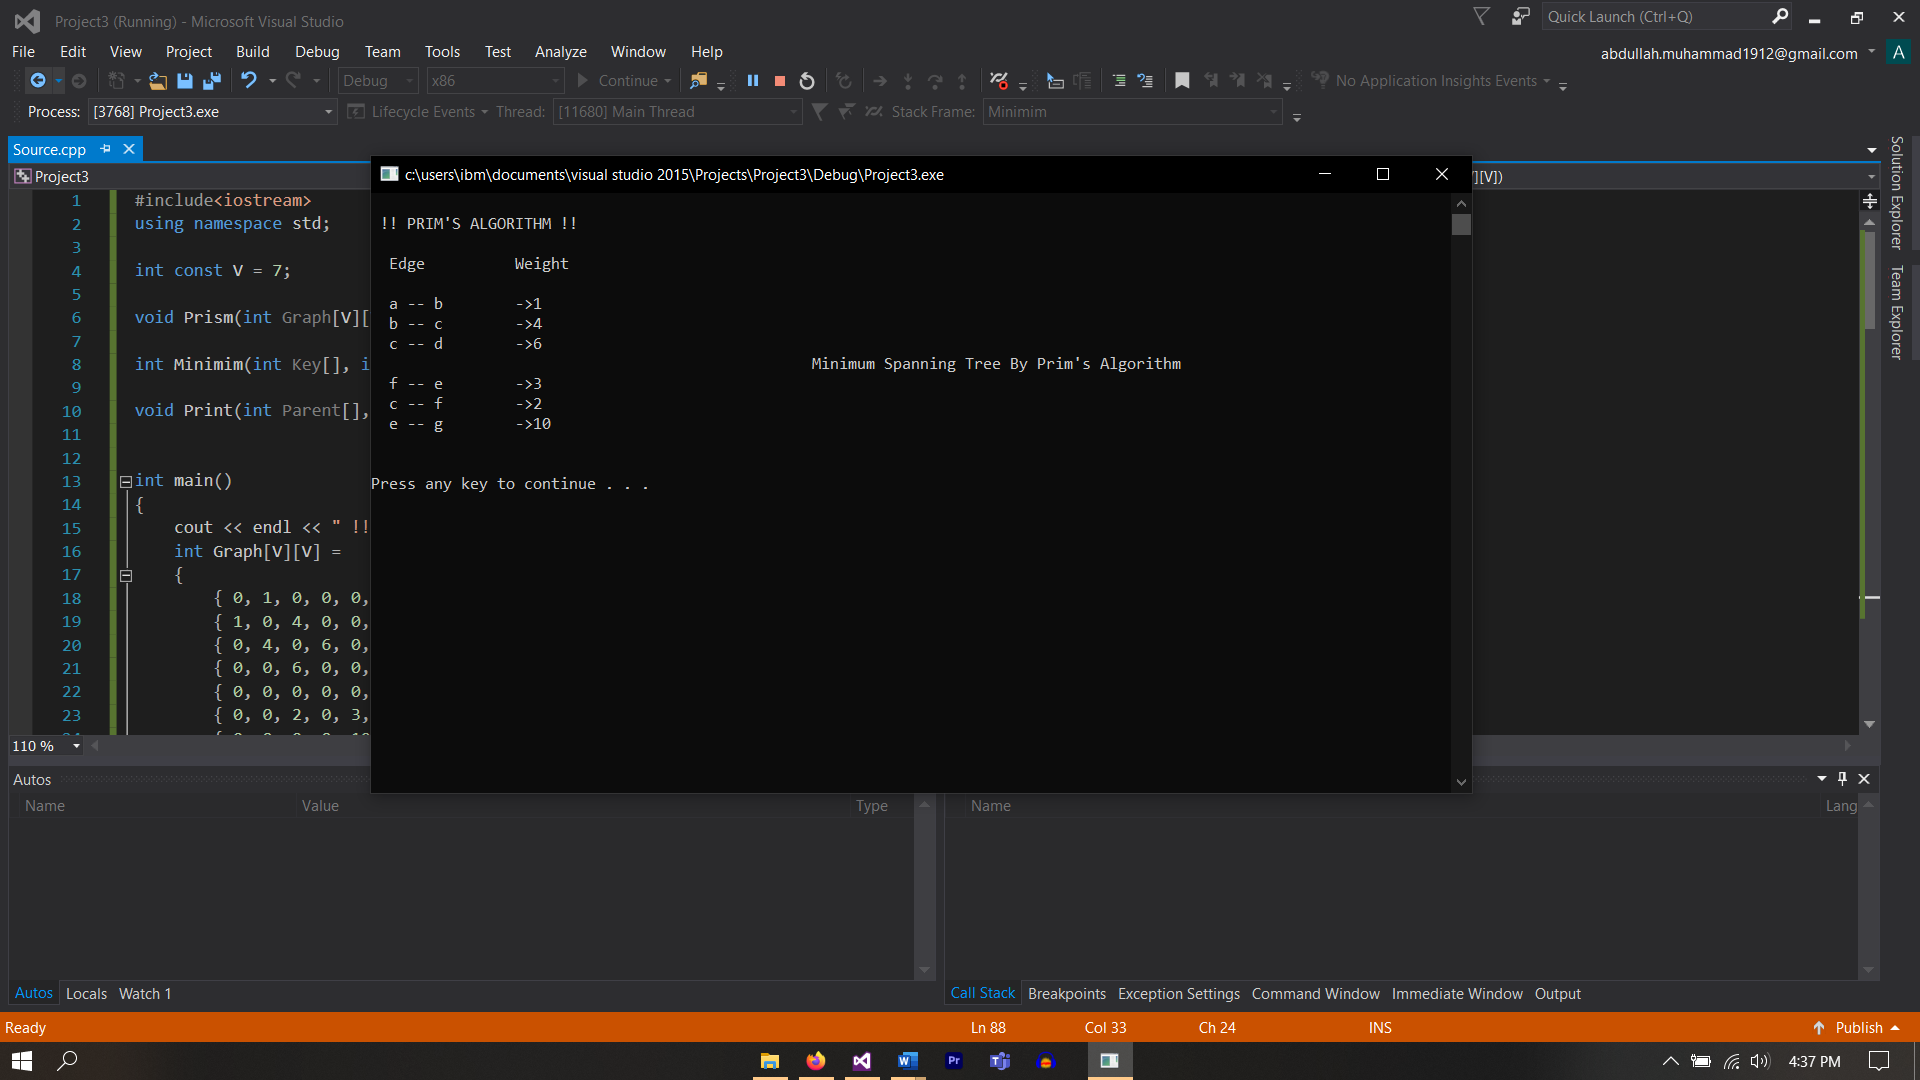 Project3 (Running) - Microsoft Visual Studio
Quick Launch (Ctrl+Q)
File Edit View Project Build Debug Team Tools Test Analyze Window Help
abdullah.muhammad1912@gmail.com A
Debug x86 Continue No Application Insights Events
Process: [3768] Project3.exe Lifecycle Events Thread: [11680] Main Thread Stack Frame: Minimim
Source.cpp
Project3
][V])
Solution Explorer
Team Explorer
1 #include<iostream>
2 using namespace std;
3
4 int const V = 7;
5
6 void Prism(int Graph[V][
7
8 int Minimim(int Key[], i
9
10 void Print(int Parent[],
11
12
13 int main()
14 {
15 cout << endl << " !!
16 int Graph[V][V] =
17 {
18 { 0, 1, 0, 0, 0,
19 { 1, 0, 4, 0, 0,
20 { 0, 4, 0, 6, 0,
21 { 0, 0, 6, 0, 0,
22 { 0, 0, 0, 0, 0,
23 { 0, 0, 2, 0, 3,
c:\users\ibm\documents\visual studio 2015\Projects\Project3\Debug\Project3.exe
!! PRIM'S ALGORITHM !!
Edge Weight
a -- b ->1
b -- c ->4
c -- d ->6
Minimum Spanning Tree By Prim's Algorithm
f -- e ->3
c -- f ->2
e -- g ->10
Press any key to continue . . .
110 %
Autos
Name Value Type
Name Lang
Autos Locals Watch 1
Call Stack Breakpoints Exception Settings Command Window Immediate Window Output
Ready Ln 88 Col 33 Ch 24 INS Publish
W Pr T
4:37 PM